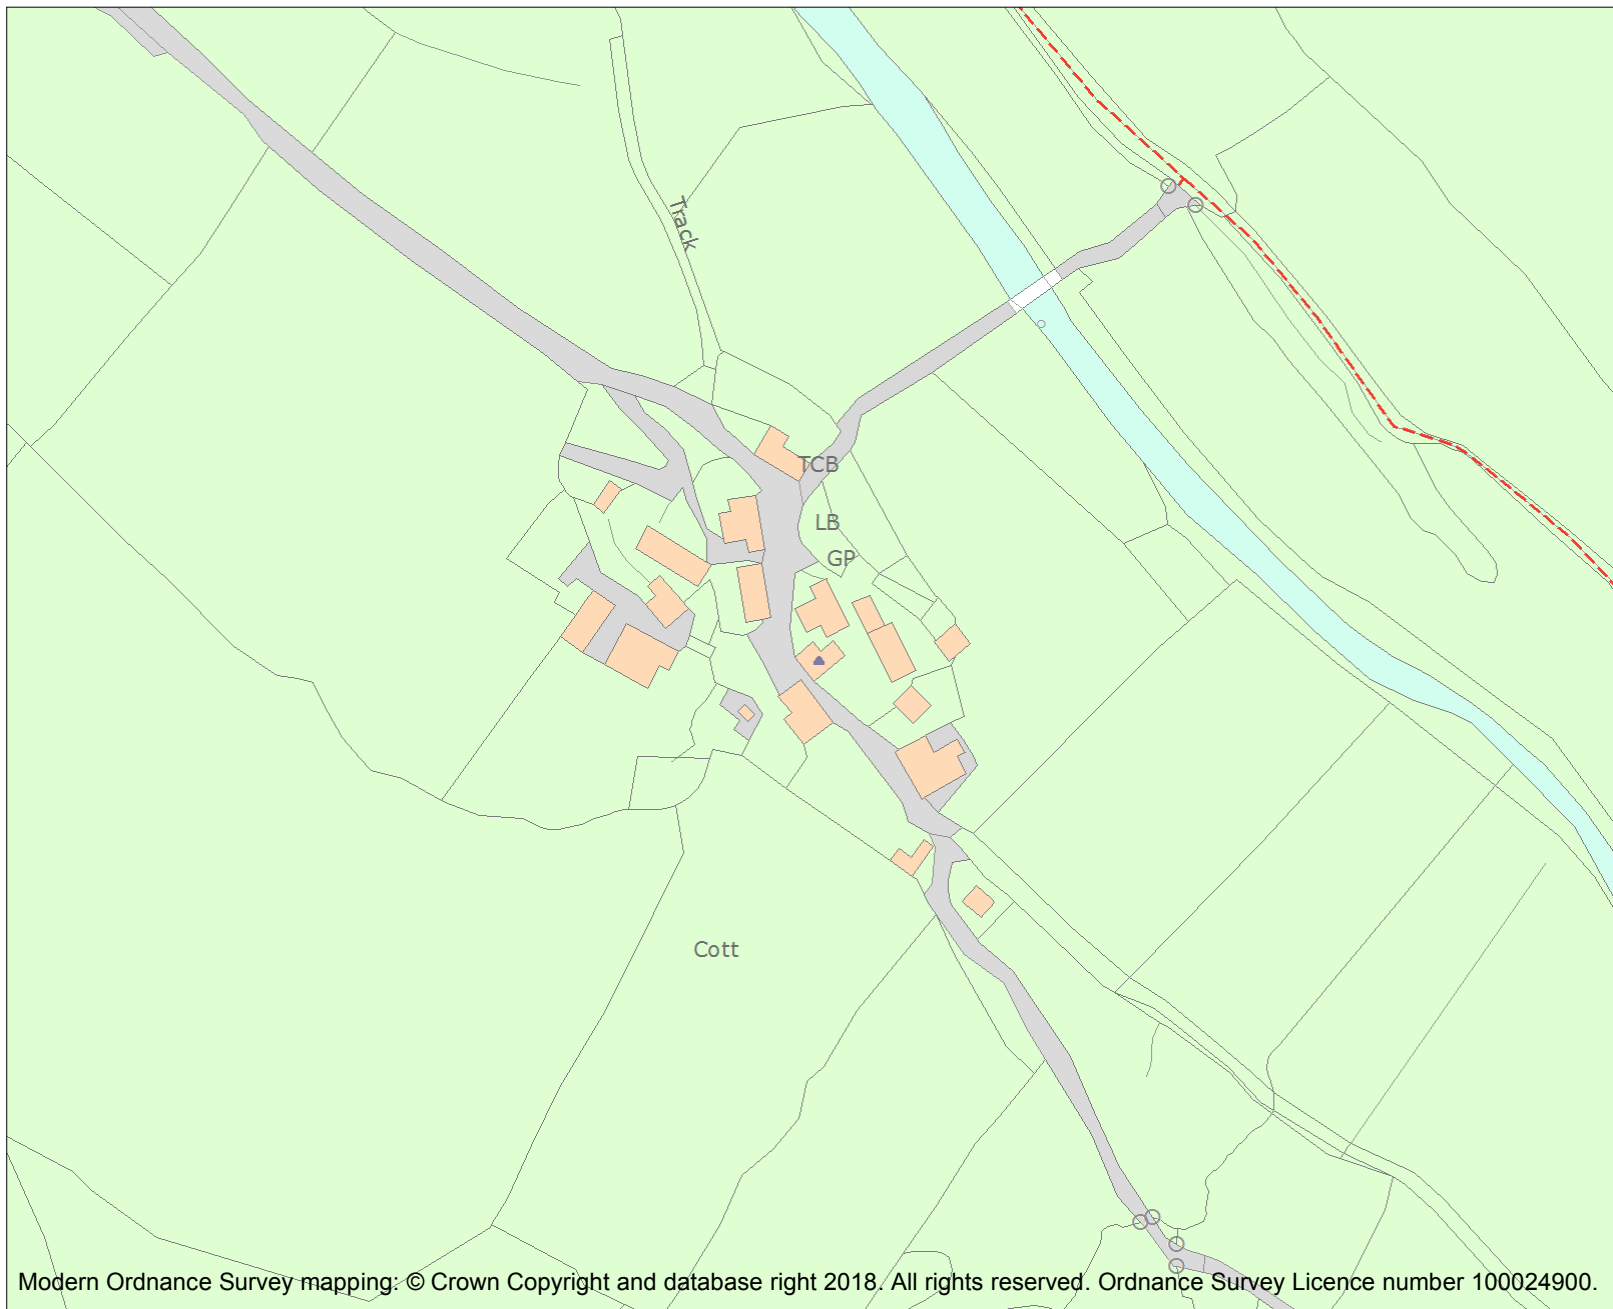 Track
TCB
LB
GP
Cott
Modern Ordnance Survey mapping: © Crown Copyright and database right 2018. All rights reserved. Ordnance Survey Licence number 100024900.